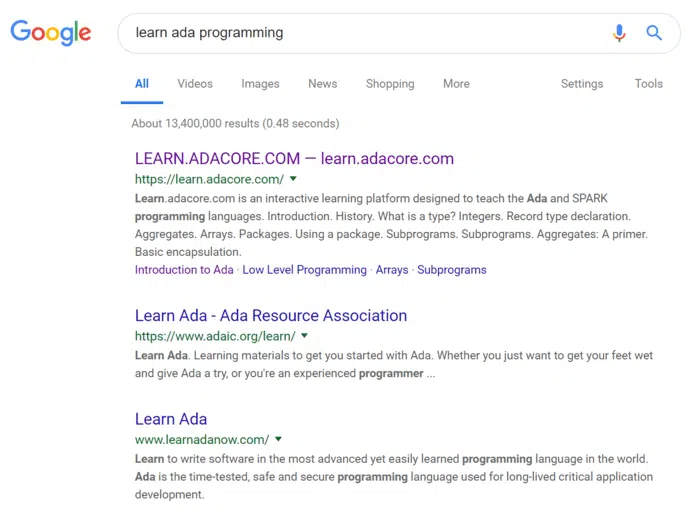 Google learn ada programming
All Videos Images News Shopping More Settings Tools
About 13,400,000 results (0.48 seconds)
LEARN.ADACORE.COM — learn.adacore.com
https://learn.adacore.com/
Learn.adacore.com is an interactive learning platform designed to teach the Ada and SPARK
programming languages. Introduction. History. What is a type? Integers. Record type declaration.
Aggregates. Arrays. Packages. Using a package. Subprograms. Subprograms. Aggregates: A primer.
Basic encapsulation.
Introduction to Ada · Low Level Programming · Arrays · Subprograms
Learn Ada - Ada Resource Association
https://www.adaic.org/learn/
Learn Ada. Learning materials to get you started with Ada. Whether you just want to get your feet wet
and give Ada a try, or you're an experienced programmer ...
Learn Ada
www.learnadanow.com/
Learn to write software in the most advanced yet easily learned programming language in the world.
Ada is the time-tested, safe and secure programming language used for long-lived critical application
development.